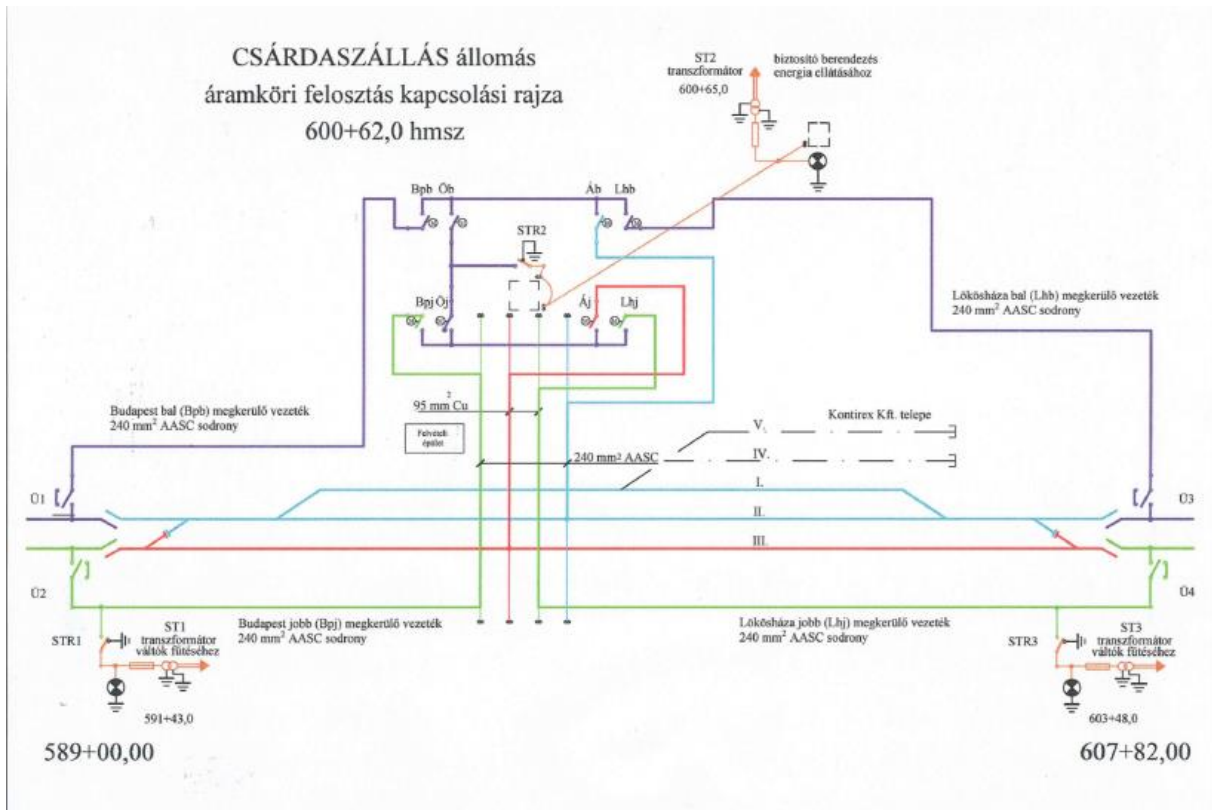 CSÁRDASZÁLLÁS állomás
áramköri felosztás kapcsolási rajza
600+62,0 hmsz
ST2
transzformátor
600+65,0
biztosító berendezés
energia ellátásához
Bpb Öb
Áb Lhb
STR2
Bpj Öj
Áj Lhj
Lökösháza bal (Lhb) megkerülő vezeték
240 mm² AASC sodrony
Budapest bal (Bpb) megkerülő vezeték
240 mm² AASC sodrony
95 mm² Cu
Felvételi
épület
240 mm² AASC
V.
Kontirex Kft. telepe
IV.
I.
II.
III.
Ü1
Ü3
Ü2
Ü4
Budapest jobb (Bpj) megkerülő vezeték
240 mm² AASC sodrony
Lökösháza jobb (Lhj) megkerülő vezeték
240 mm² AASC sodrony
STR1
ST1
transzformátor
váltók fűtéséhez
591+43,0
STR3
ST3
transzformátor
váltók fűtéséhez
603+48,0
589+00,00
607+82,00